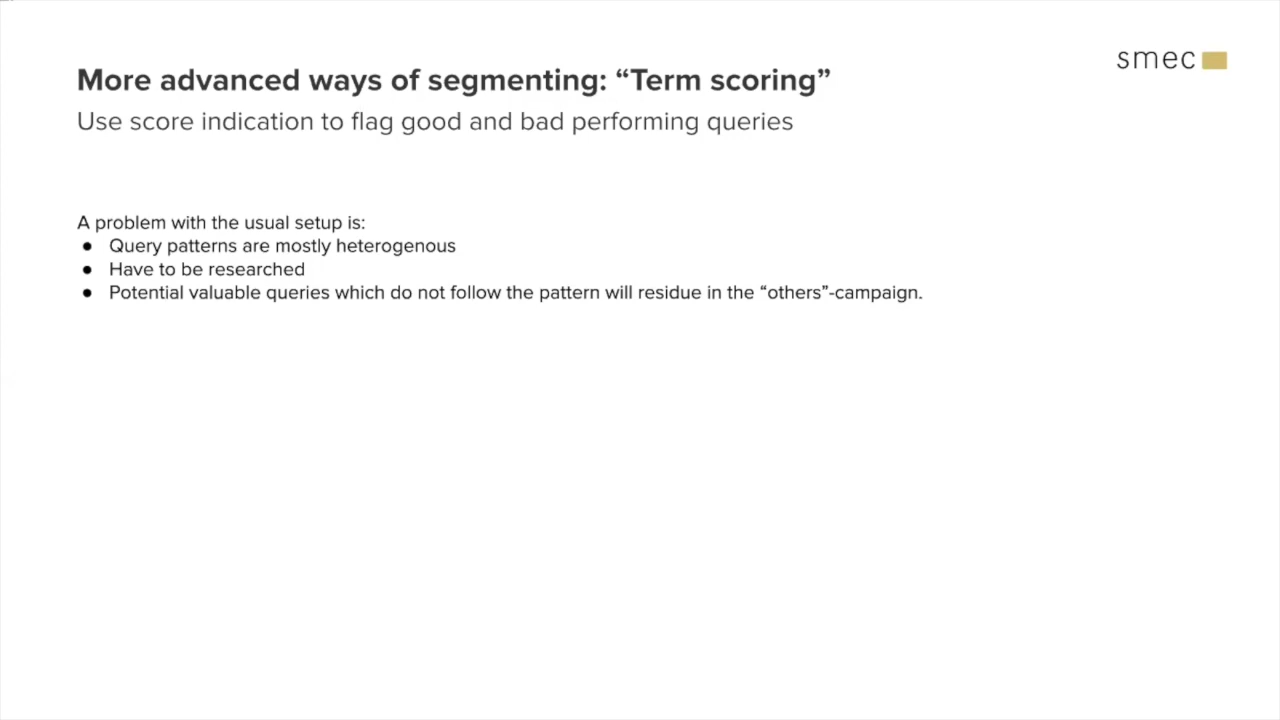 smec
More advanced ways of segmenting: “Term scoring”
Use score indication to flag good and bad performing queries
A problem with the usual setup is:
● Query patterns are mostly heterogenous
● Have to be researched
● Potential valuable queries which do not follow the pattern will residue in the “others”-campaign.